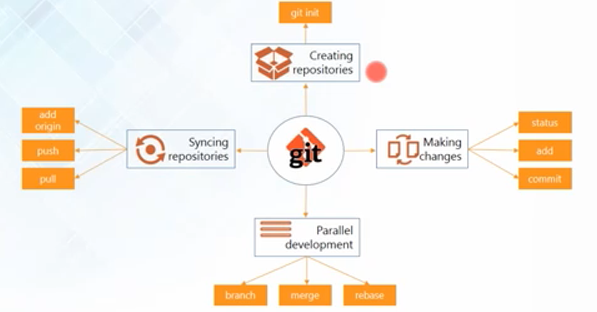 git init
Creating
repositories
add
origin
push
pull
Syncing
repositories
git
Making
changes
status
add
commit
Parallel
development
branch
merge
rebase